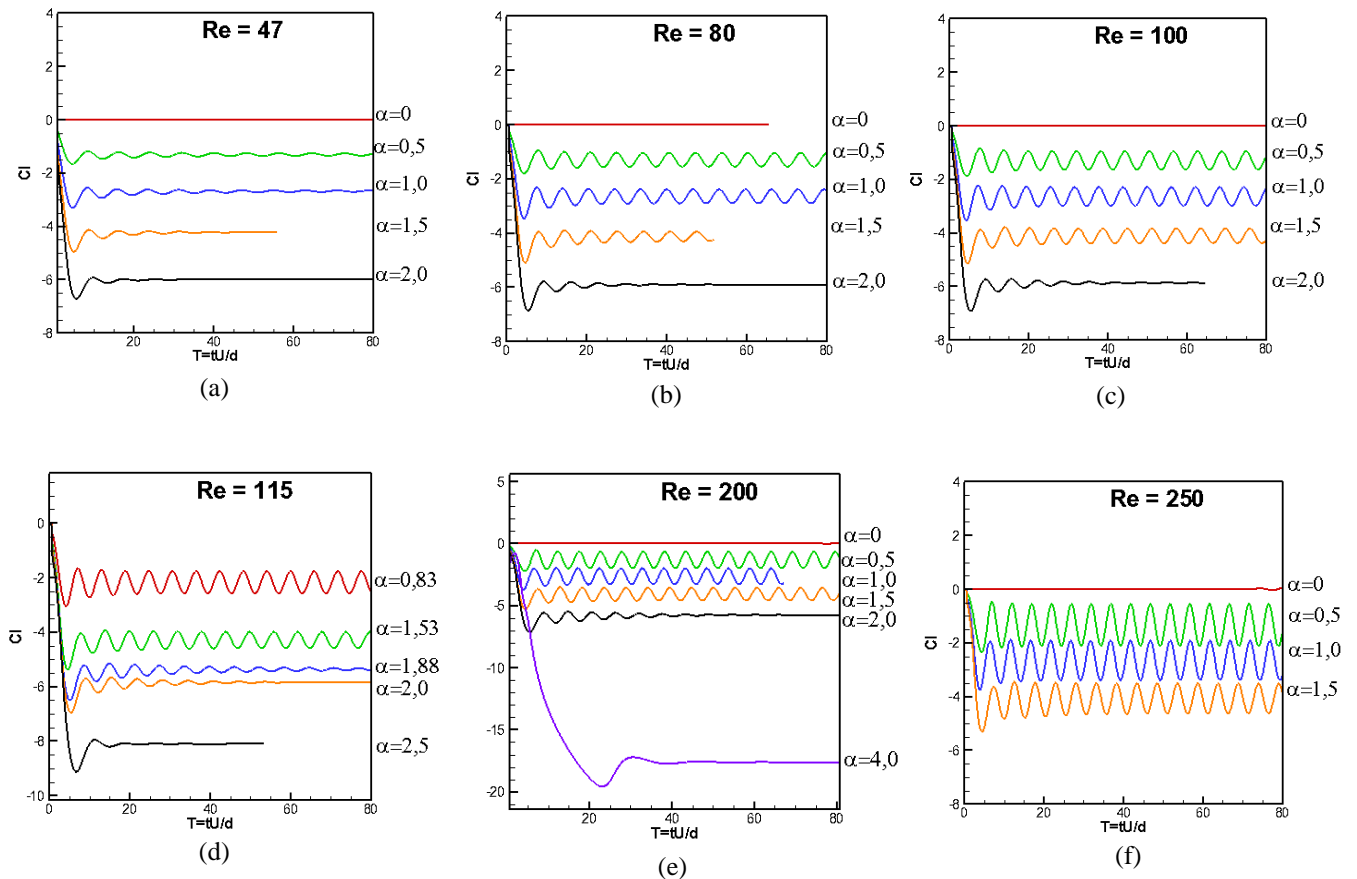 Re = 47
4
2
0
-2
-4
-6
-8
Cl
20
40
60
80
T=tU/d
α=0
α=0,5
α=1,0
α=1,5
α=2,0
(a)
Re = 80
4
2
0
-2
-4
-6
-8
Cl
0
20
40
60
80
T=tU/d
α=0
α=0,5
α=1,0
α=1,5
α=2,0
(b)
Re = 100
4
2
0
-2
-4
-6
-8
Cl
0
20
40
60
80
T=tU/d
α=0
α=0,5
α=1,0
α=1,5
α=2,0
(c)
Re = 115
0
-2
-4
-6
-8
-10
Cl
0
20
40
60
80
T=tU/d
α=0,83
α=1,53
α=1,88
α=2,0
α=2,5
(d)
Re = 200
5
0
-5
-10
-15
-20
Cl
20
40
60
80
T=tU/d
α=0
α=0,5
α=1,0
α=1,5
α=2,0
α=4,0
(e)
Re = 250
4
2
0
-2
-4
-6
-8
Cl
0
20
40
60
80
T=tU/d
α=0
α=0,5
α=1,0
α=1,5
(f)